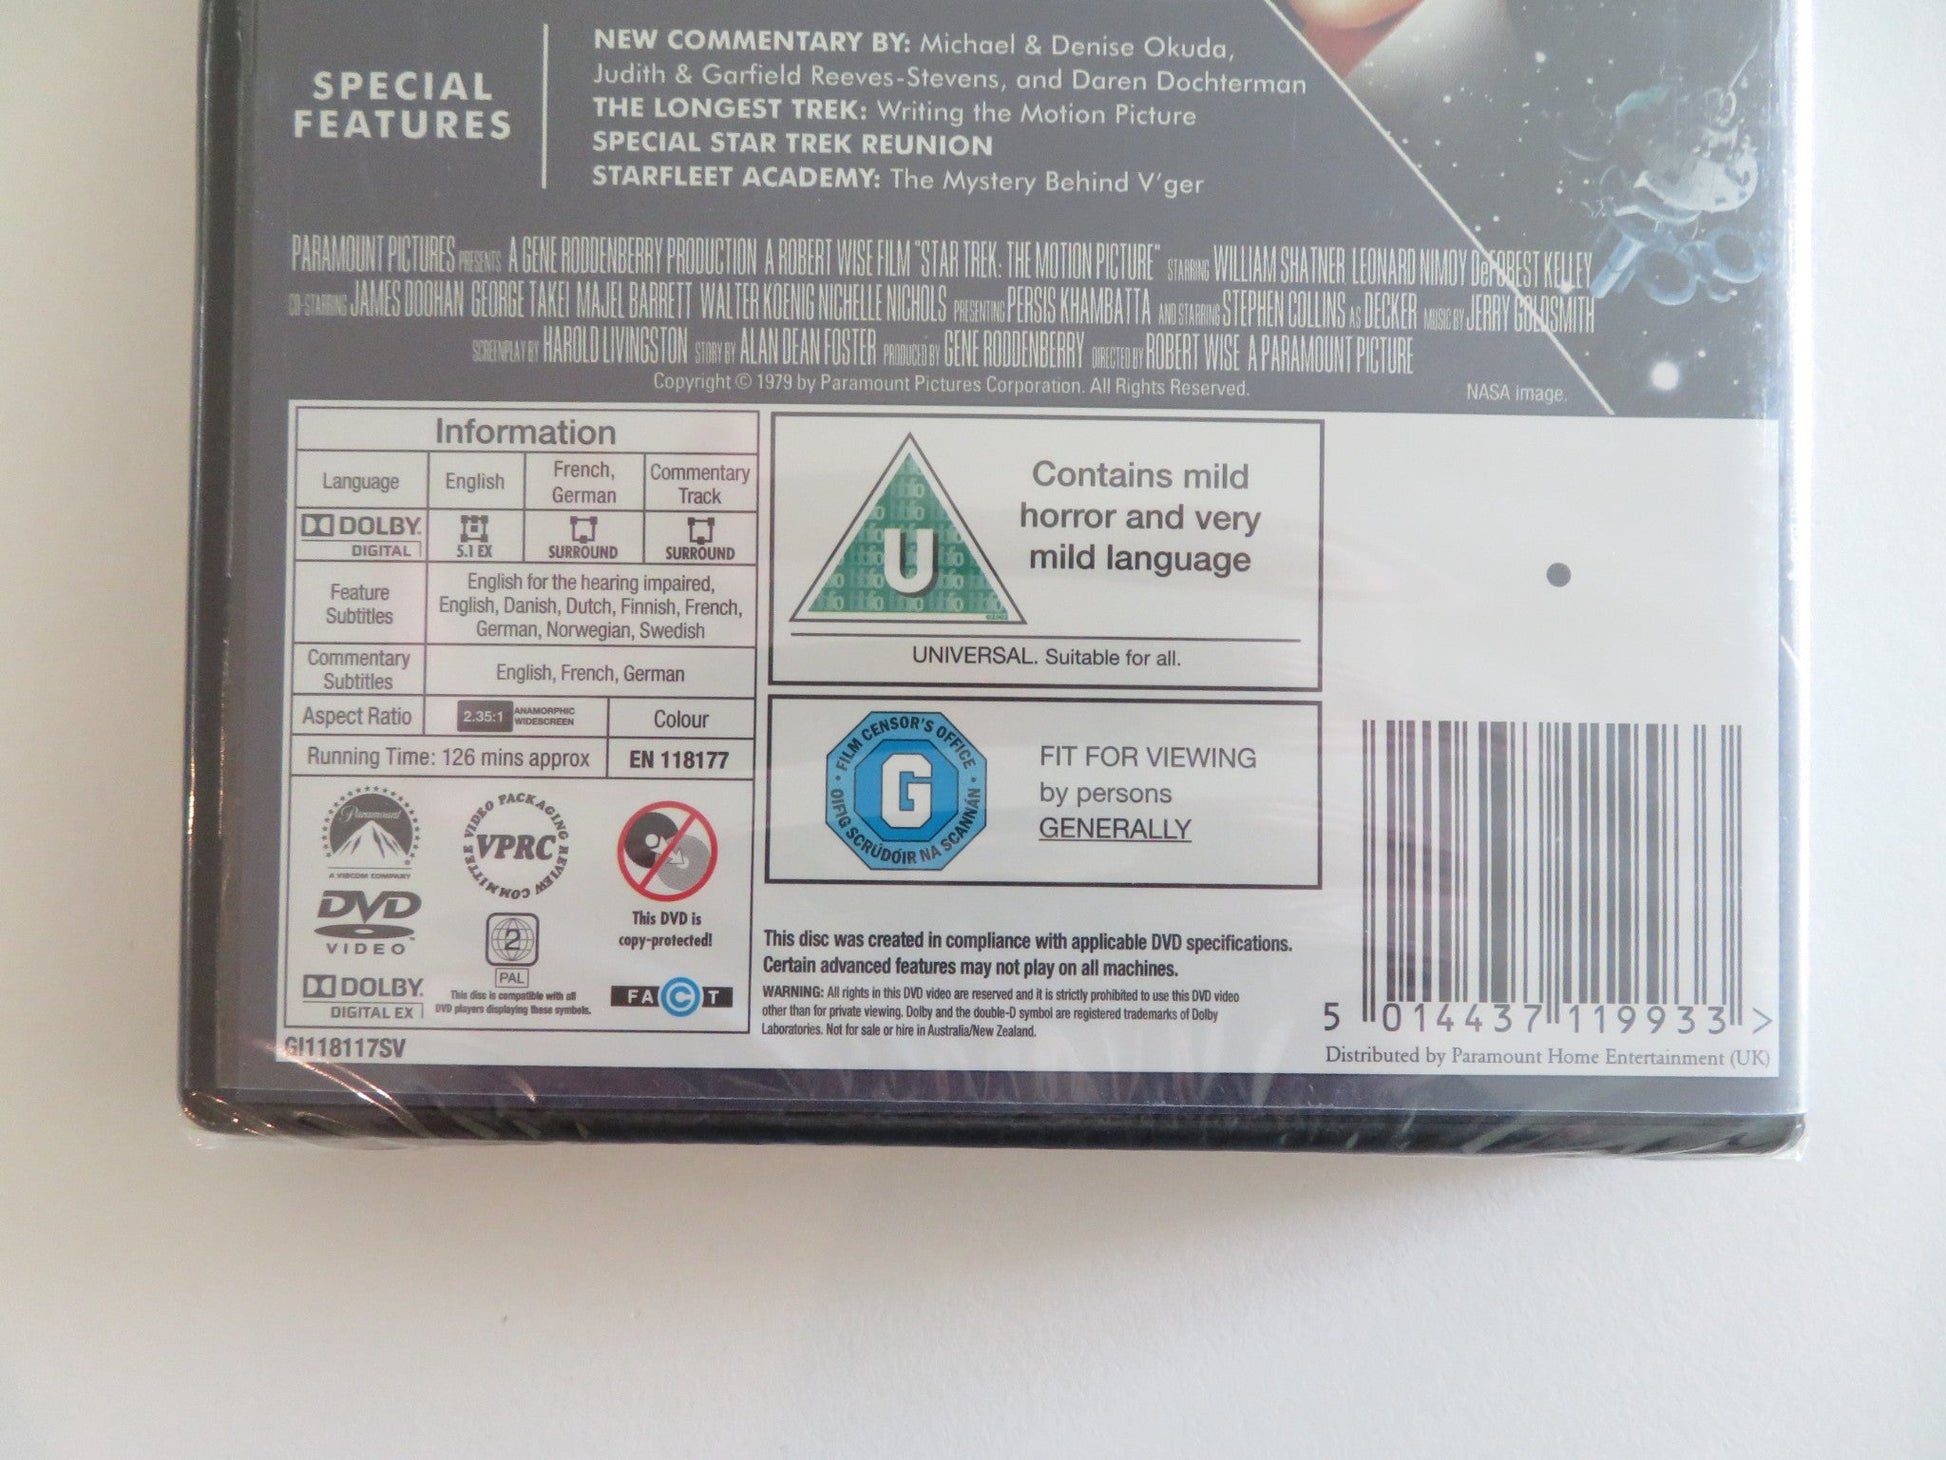 SPECIAL
FEATURES
NEW COMMENTARY BY: Michael & Denise Okuda,
Judith & Garfield Reeves-Stevens, and Daren Dochterman
THE LONGEST TREK: Writing the Motion Picture
SPECIAL STAR TREK REUNION
STARFLEET ACADEMY: The Mystery Behind V'ger
PARAMOUNT PICTURES PRESENTS A GENE RODDENBERRY PRODUCTION A ROBERT WISE FILM "STAR TREK: THE MOTION PICTURE" STARRING WILLIAM SHATNER LEONARD NIMOY DeFOREST KELLEY
CO-STARRING JAMES DOOHAN GEORGE TAKEI MAJEL BARRETT WALTER KOENIG NICHELLE NICHOLS PRESENTING PERSIS KHAMBATTA AND STARRING STEPHEN COLLINS AS DECKER MUSIC BY JERRY GOLDSMITH
SCREENPLAY BY HAROLD LIVINGSTON STORY BY ALAN DEAN FOSTER PRODUCED BY GENE RODDENBERRY DIRECTED BY ROBERT WISE A PARAMOUNT PICTURE
Copyright © 1979 by Paramount Pictures Corporation. All Rights Reserved.
NASA image.
Information
Language
English
French,
German
Commentary
Track
DOLBY
DIGITAL
5.1 EX
SURROUND
SURROUND
Feature
Subtitles
English for the hearing impaired,
English, Danish, Dutch, Finnish, French,
German, Norwegian, Swedish
Commentary
Subtitles
English, French, German
Aspect Ratio
2.35:1
ANAMORPHIC
WIDESCREEN
Colour
Running Time: 126 mins approx
EN 118177
Paramount
A VIACOM COMPANY
VIDEO PACKAGING REVIEW COMMITTEE
VPRC
This DVD is
copy-protected!
DVD
VIDEO
2
PAL
This disc is compatible with all
DVD players displaying these symbols.
DOLBY
DIGITAL EX
FACT
GI118117SV
U
Contains mild
horror and very
mild language
UNIVERSAL. Suitable for all.
FILM CENSOR'S OFFICE
G
OIFIG SCRÚDÓIR NA SCANNÁN
FIT FOR VIEWING
by persons
GENERALLY
This disc was created in compliance with applicable DVD specifications.
Certain advanced features may not play on all machines.
WARNING: All rights in this DVD video are reserved and it is strictly prohibited to use this DVD video
other than for private viewing. Dolby and the double-D symbol are registered trademarks of Dolby
Laboratories. Not for sale or hire in Australia/New Zealand.
5 014437 119933 >
Distributed by Paramount Home Entertainment (UK)